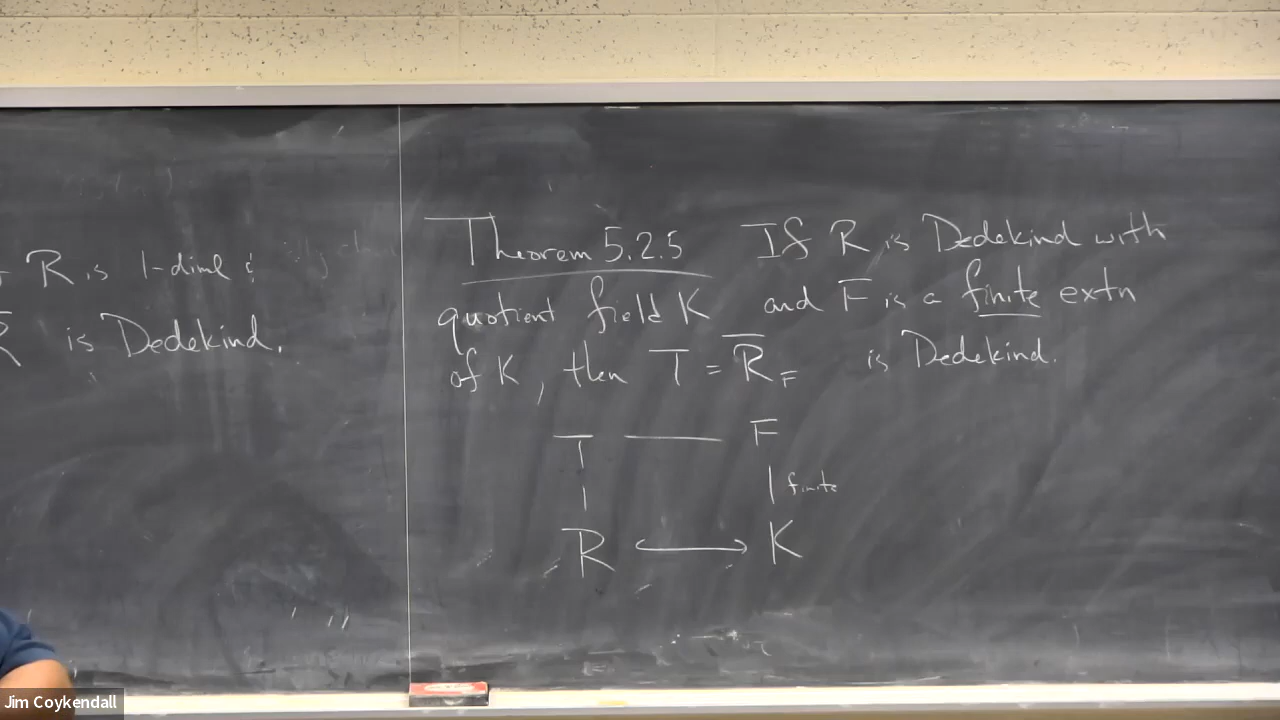 R is 1-diml &
R̅ is Dedekind.
Theorem 5.2.5 If R is Dedekind with
quotient field K and F is a finite extn
of K, then T = R̅_F is Dedekind.
T — F
| | finite
R ↔ K
Jim Coykendall